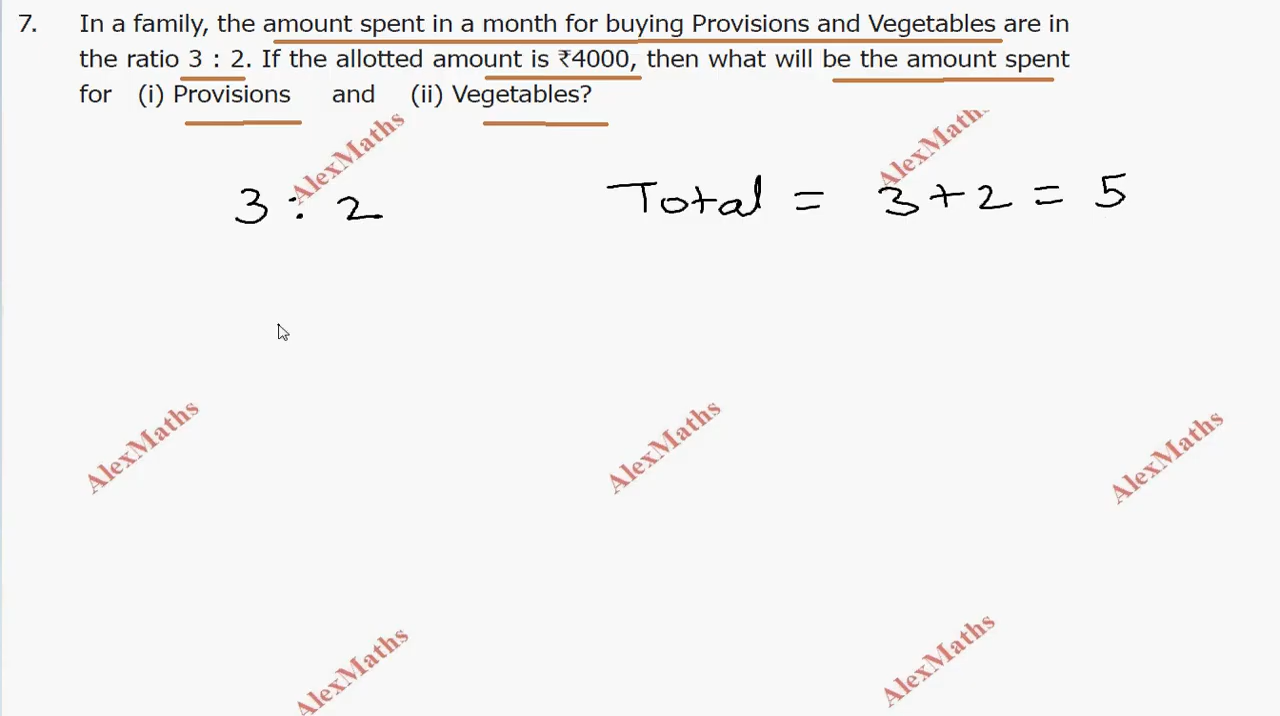 7. In a family, the amount spent in a month for buying Provisions and Vegetables are in
the ratio 3 : 2. If the allotted amount is ₹4000, then what will be the amount spent
for (i) Provisions and (ii) Vegetables?
AlexMaths AlexMaths
3 : 2 Total = 3+2 = 5
AlexMaths AlexMaths AlexMaths
AlexMaths AlexMaths